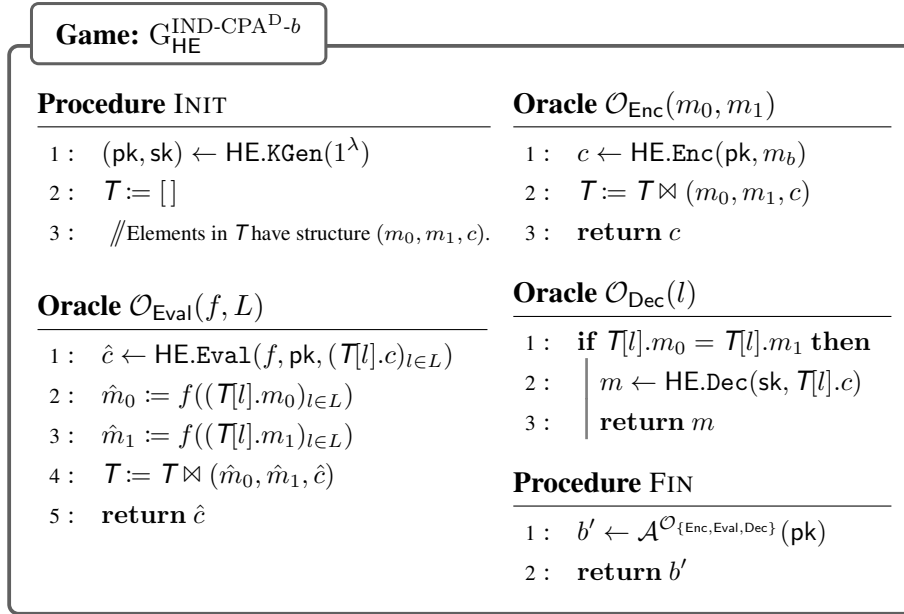 Game: G_HE^{IND-CPA^D-b}
Procedure INIT
1 : (pk, sk) ← HE.KGen(1^λ)
2 : T := [ ]
3 : //Elements in T have structure (m_0, m_1, c).
Oracle O_Eval(f, L)
1 : ĉ ← HE.Eval(f, pk, (T[l].c)_{l∈L})
2 : m̂_0 := f((T[l].m_0)_{l∈L})
3 : m̂_1 := f((T[l].m_1)_{l∈L})
4 : T := T ⋈ (m̂_0, m̂_1, ĉ)
5 : return ĉ
Oracle O_Enc(m_0, m_1)
1 : c ← HE.Enc(pk, m_b)
2 : T := T ⋈ (m_0, m_1, c)
3 : return c
Oracle O_Dec(l)
1 : if T[l].m_0 = T[l].m_1 then
2 : m ← HE.Dec(sk, T[l].c)
3 : return m
Procedure FIN
1 : b′ ← A^{O_{Enc,Eval,Dec}}(pk)
2 : return b′